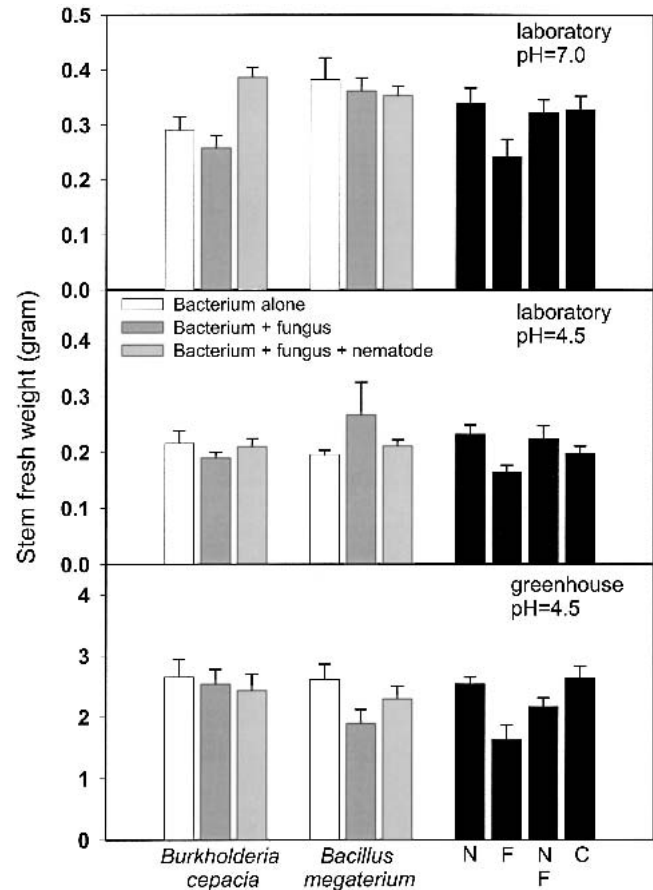 Stem fresh weight (gram)
0.5
0.4
0.3
0.2
0.1
0.0
laboratory
pH=7.0
Bacterium alone
Bacterium + fungus
Bacterium + fungus + nematode
laboratory
pH=4.5
0.4
0.3
0.2
0.1
0.0
greenhouse
pH=4.5
4
3
2
1
0
Burkholderia
cepacia
Bacillus
megaterium
N F N C
F